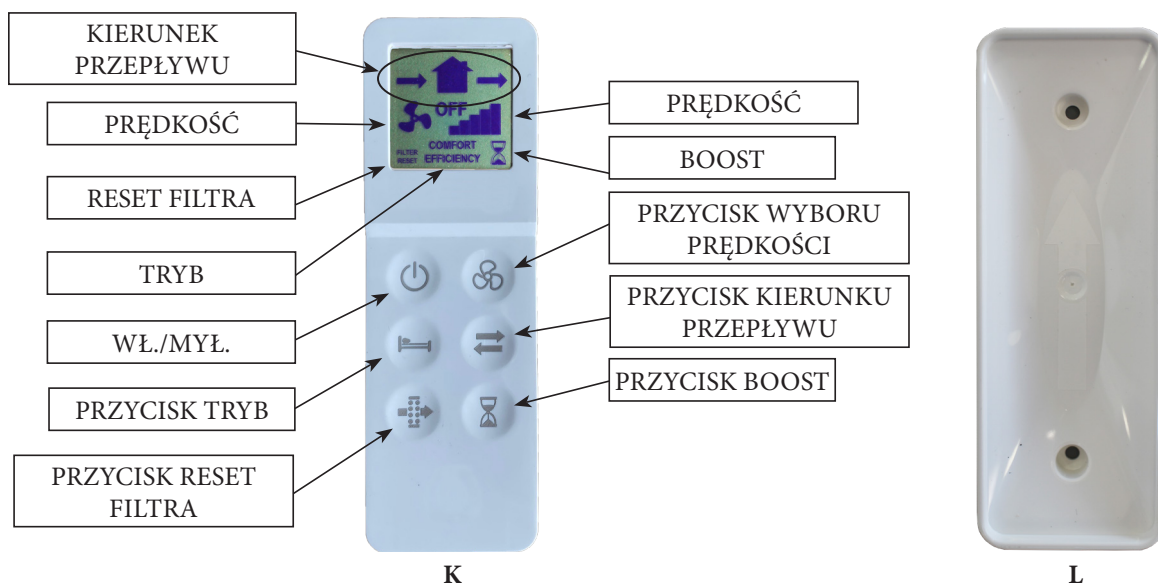 KIERUNEK
PRZEPŁYWU
PRĘDKOŚĆ
RESET FILTRA
TRYB
WŁ./MYŁ.
PRZYCISK TRYB
PRZYCISK RESET
FILTRA
OFF
COMFORT
FILTER
RESET
EFFICIENCY
PRĘDKOŚĆ
BOOST
PRZYCISK WYBORU
PRĘDKOŚCI
PRZYCISK KIERUNKU
PRZEPŁYWU
PRZYCISK BOOST
K
L